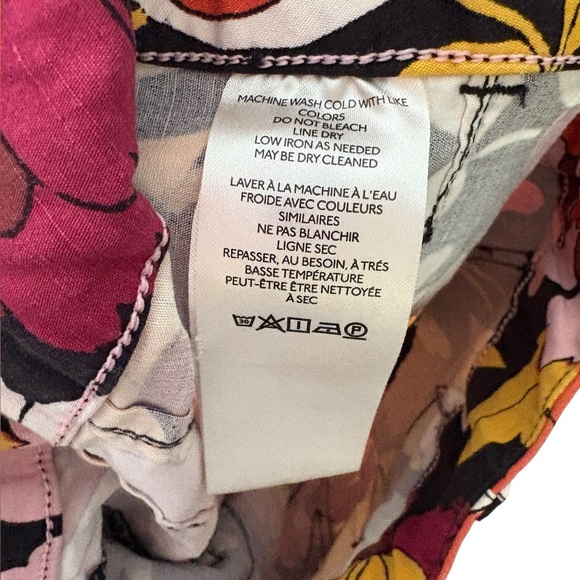 MACHINE WASH COLD WITH LIKE
COLORS
DO NOT BLEACH
LINE DRY
LOW IRON AS NEEDED
MAY BE DRY CLEANED
LAVER À LA MACHINE À L'EAU
FROIDE AVEC COULEURS
SIMILAIRES
NE PAS BLANCHIR
LIGNE SEC
REPASSER, AU BESOIN, À TRÉS
BASSE TEMPÉRATURE
PEUT-ÊTRE ÊTRE NETTOYÉE
À SEC
30 P